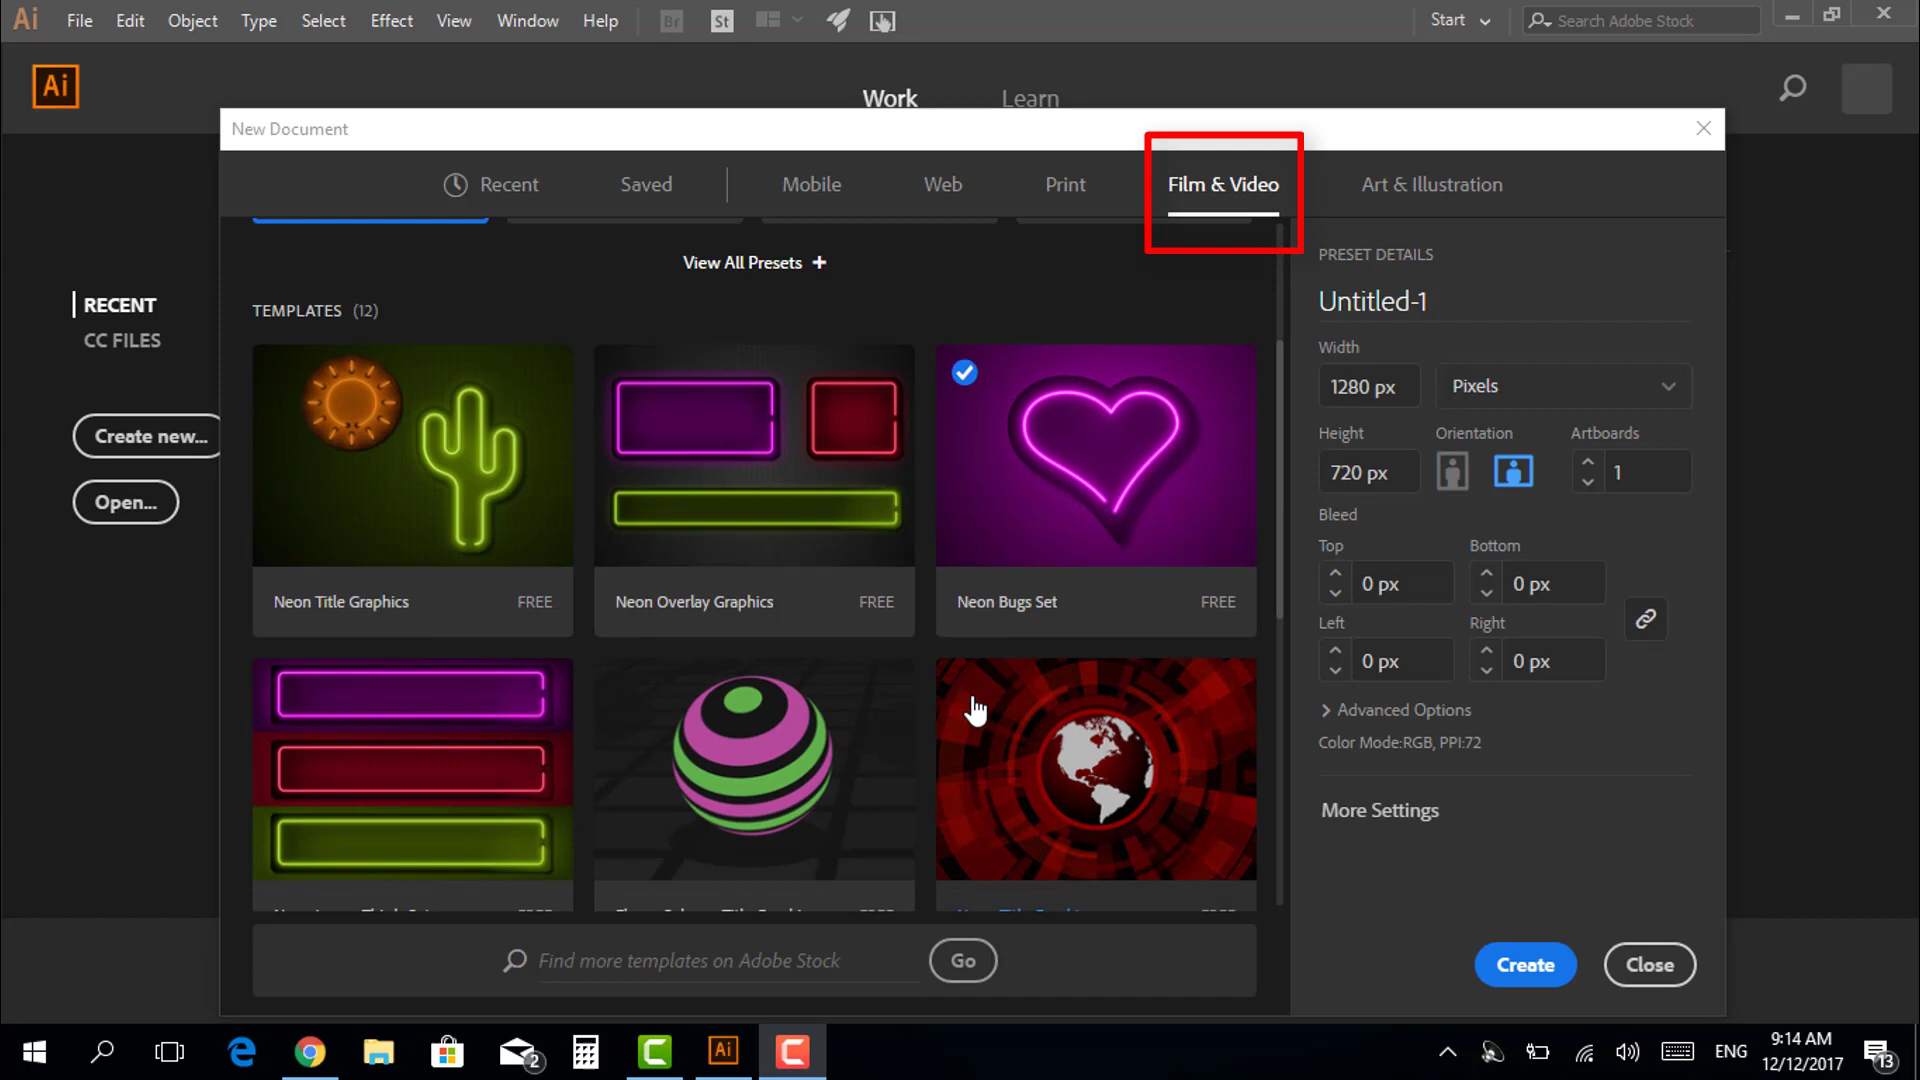 Ai File Edit Object Type Select Effect View Window Help Br St Start Search Adobe Stock
Ai
Work Learn
New Document
Recent Saved Mobile Web Print Film & Video Art & Illustration
View All Presets +
PRESET DETAILS
Untitled-1
RECENT
CC FILES
Create new...
Open...
TEMPLATES (12)
Neon Title Graphics FREE
Neon Overlay Graphics FREE
Neon Bugs Set FREE
Width
1280 px Pixels
Height Orientation Artboards
720 px 1
Bleed
Top Bottom
0 px 0 px
Left Right
0 px 0 px
Advanced Options
Color Mode:RGB, PPI:72
More Settings
Find more templates on Adobe Stock Go
Create Close
2 Ai ENG 9:14 AM
12/12/2017 13